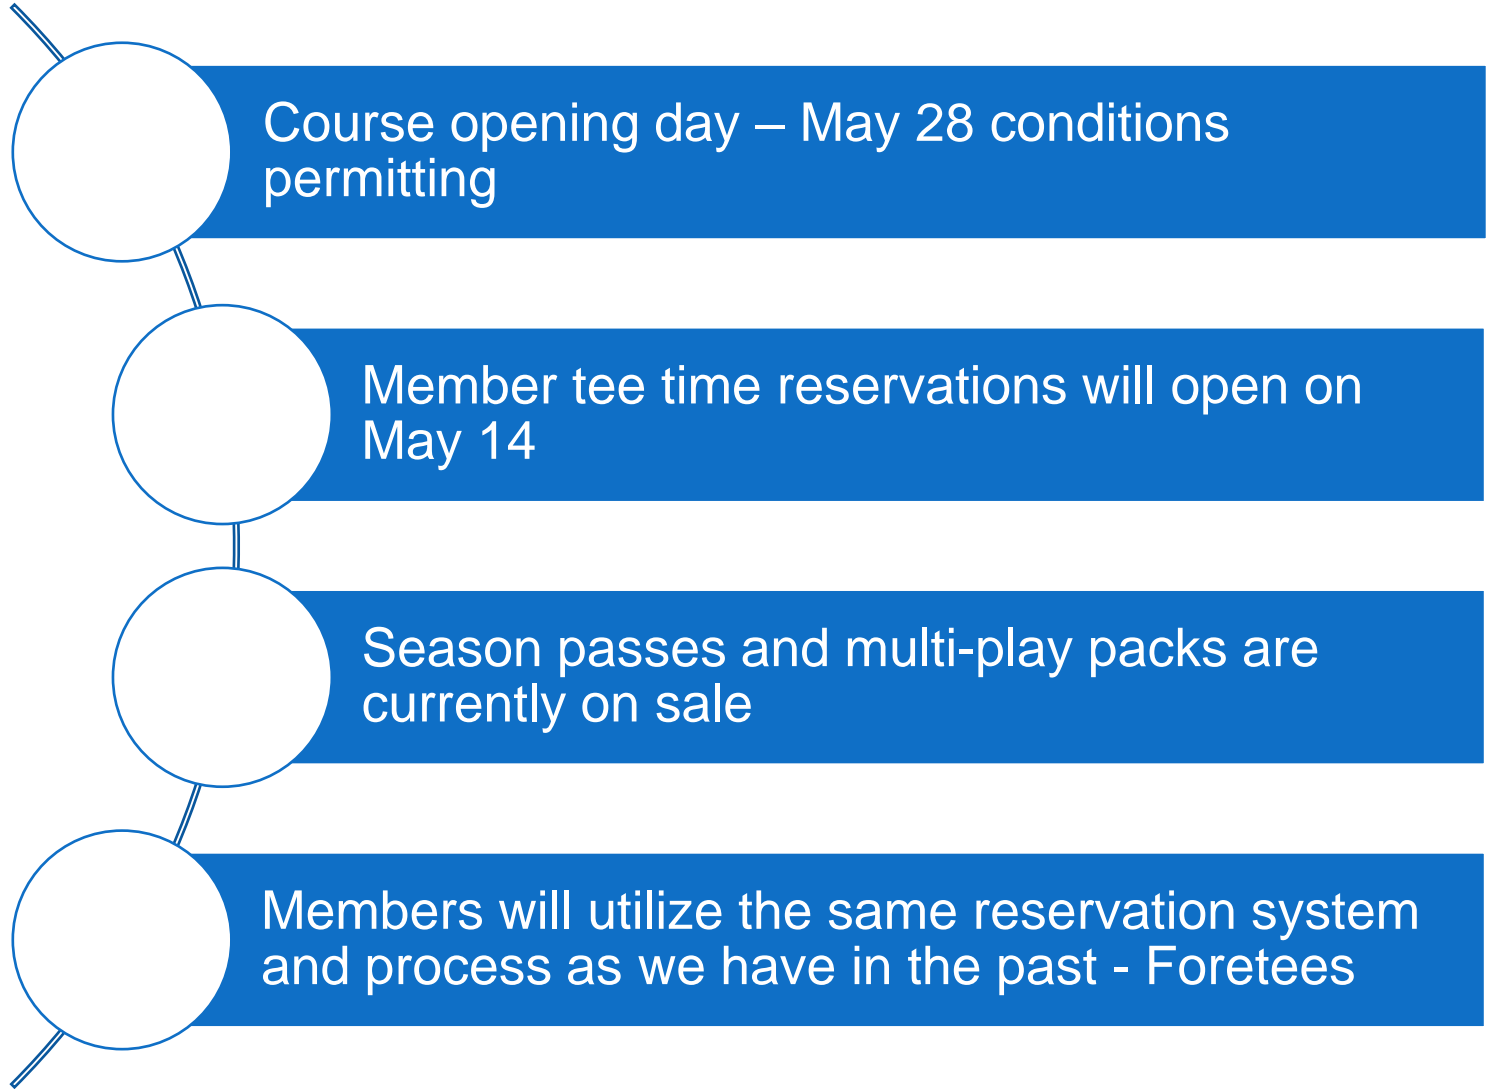 Course opening day – May 28 conditions
permitting
Member tee time reservations will open on
May 14
Season passes and multi-play packs are
currently on sale
Members will utilize the same reservation system
and process as we have in the past - Foretees